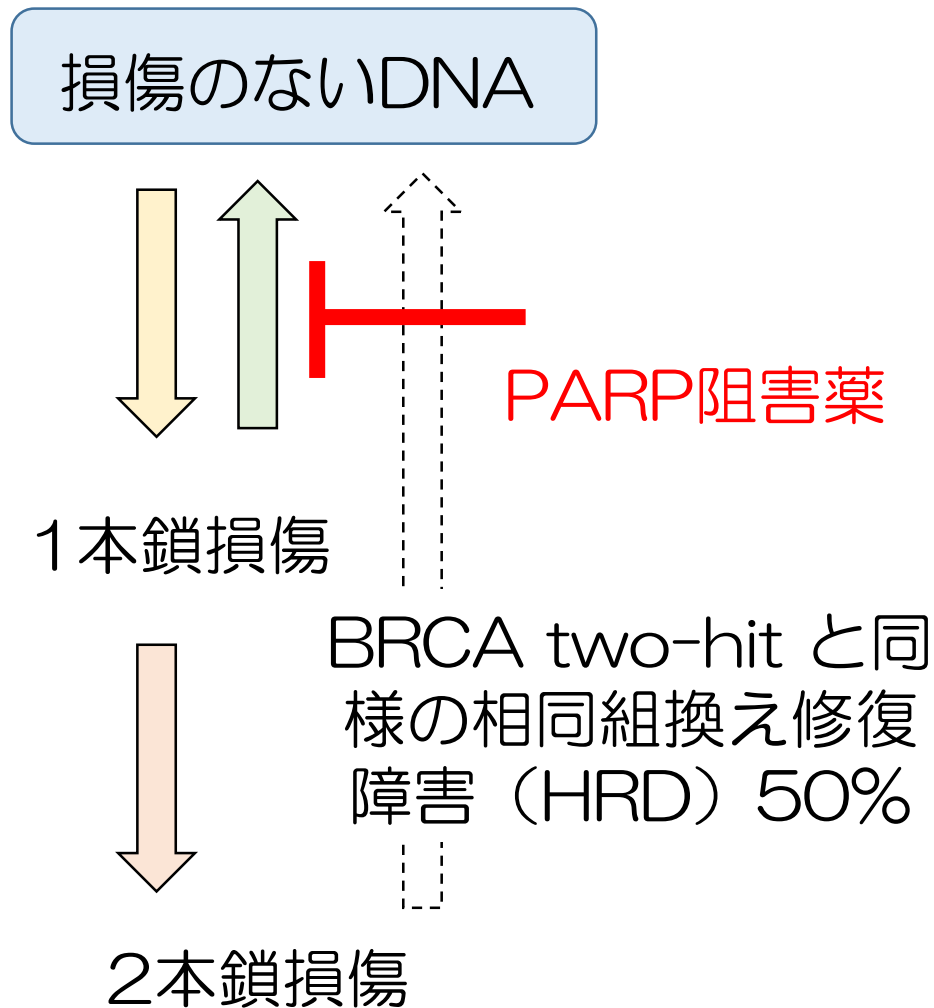 損傷のないDNA
PARP阻害薬
1本鎖損傷
BRCA two-hit と同
様の相同組換え修復
障害（HRD）50%
2本鎖損傷